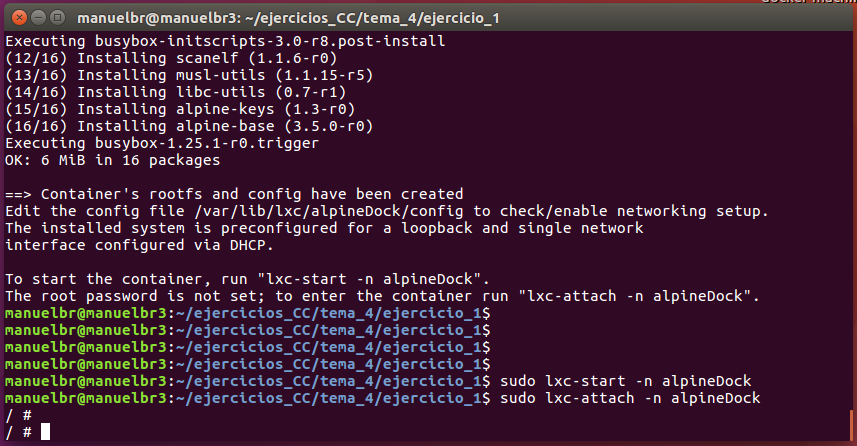 manuelbr@manuelbr3: ~/ejercicios_CC/tema_4/ejercicio_1
Executing busybox-initscripts-3.0-r8.post-install
(12/16) Installing scanelf (1.1.6-r0)
(13/16) Installing musl-utils (1.1.15-r5)
(14/16) Installing libc-utils (0.7-r1)
(15/16) Installing alpine-keys (1.3-r0)
(16/16) Installing alpine-base (3.5.0-r0)
Executing busybox-1.25.1-r0.trigger
OK: 6 MiB in 16 packages
==> Container's rootfs and config have been created
Edit the config file /var/lib/lxc/alpineDock/config to check/enable networking setup.
The installed system is preconfigured for a loopback and single network
interface configured via DHCP.
To start the container, run "lxc-start -n alpineDock".
The root password is not set; to enter the container run "lxc-attach -n alpineDock".
manuelbr@manuelbr3:~/ejercicios_CC/tema_4/ejercicio_1$
manuelbr@manuelbr3:~/ejercicios_CC/tema_4/ejercicio_1$
manuelbr@manuelbr3:~/ejercicios_CC/tema_4/ejercicio_1$
manuelbr@manuelbr3:~/ejercicios_CC/tema_4/ejercicio_1$
manuelbr@manuelbr3:~/ejercicios_CC/tema_4/ejercicio_1$ sudo lxc-start -n alpineDock
manuelbr@manuelbr3:~/ejercicios_CC/tema_4/ejercicio_1$ sudo lxc-attach -n alpineDock
/ #
/ #